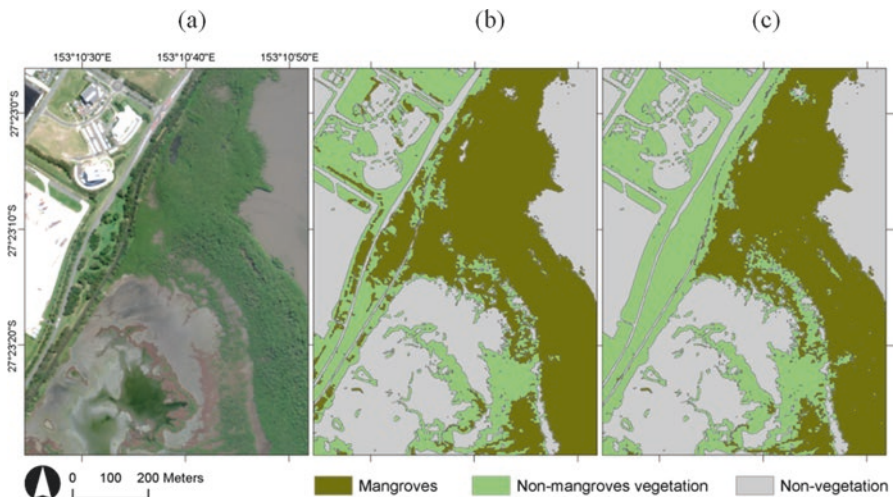 (a) (b) (c)
153°10'30"E 153°10'40"E 153°10'50"E
27°23'0"S
27°23'10"S
27°23'20"S
0 100 200 Meters
Mangroves Non-mangroves vegetation Non-vegetation